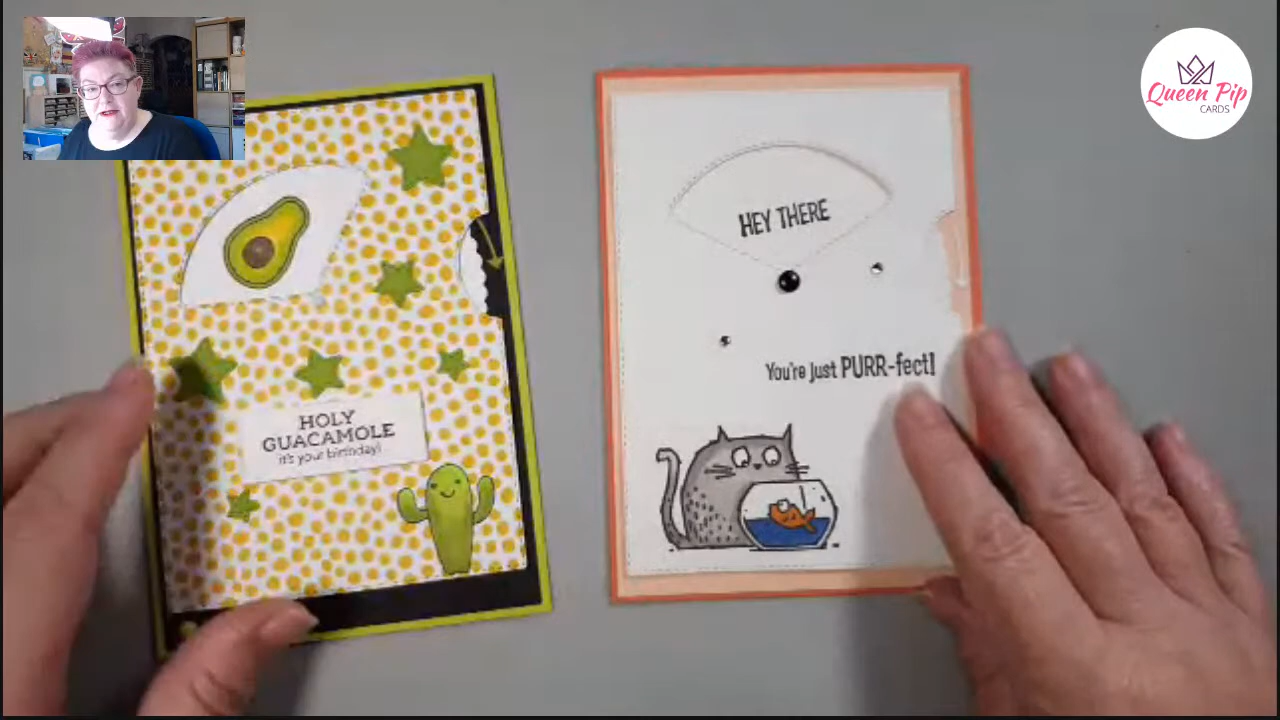 Queen Pip
CARDS
HEY THERE
You're just PURR-fect!
HOLY
GUACAMOLE
it's your birthday!